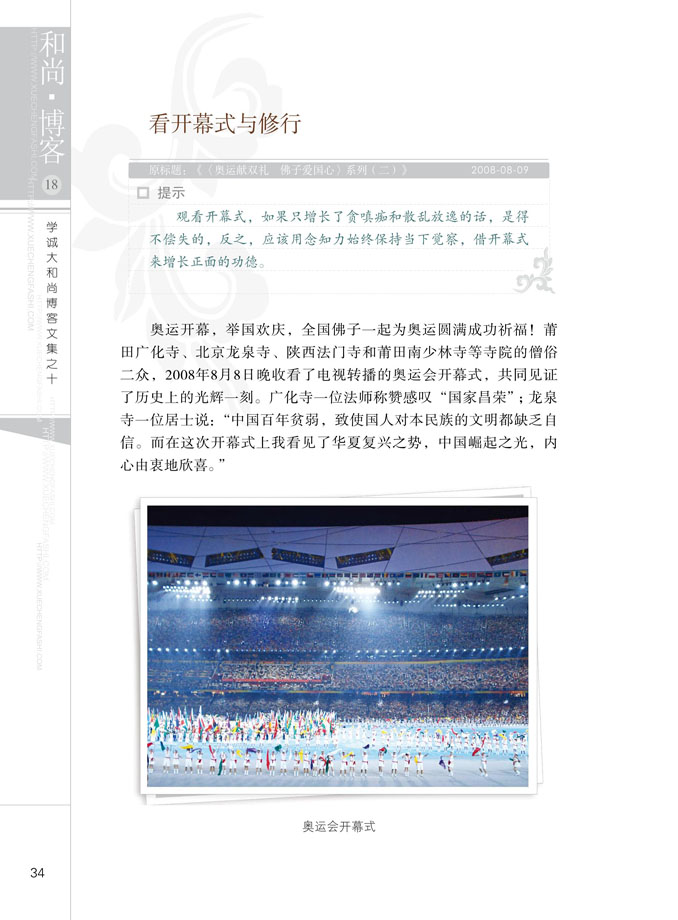 和尚·博客
18
学诚大和尚博客文集之十
看开幕式与修行
原标题：《〈奥运献双礼　佛子爱国心〉系列（二）》 2008-08-09
提示
观看开幕式，如果只增长了贪嗔痴和散乱放逸的话，是得
不偿失的，反之，应该用念知力始终保持当下觉察，借开幕式
来增长正面的功德。
奥运开幕，举国欢庆，全国佛子一起为奥运圆满成功祈福！莆
田广化寺、北京龙泉寺、陕西法门寺和莆田南少林寺等寺院的僧俗
二众，2008年8月8日晚收看了电视转播的奥运会开幕式，共同见证
了历史上的光辉一刻。广化寺一位法师称赞感叹“国家昌荣”；龙泉
寺一位居士说：“中国百年贫弱，致使国人对本民族的文明都缺乏自
信。而在这次开幕式上我看见了华夏复兴之势，中国崛起之光，内
心由衷地欣喜。”
奥运会开幕式
34